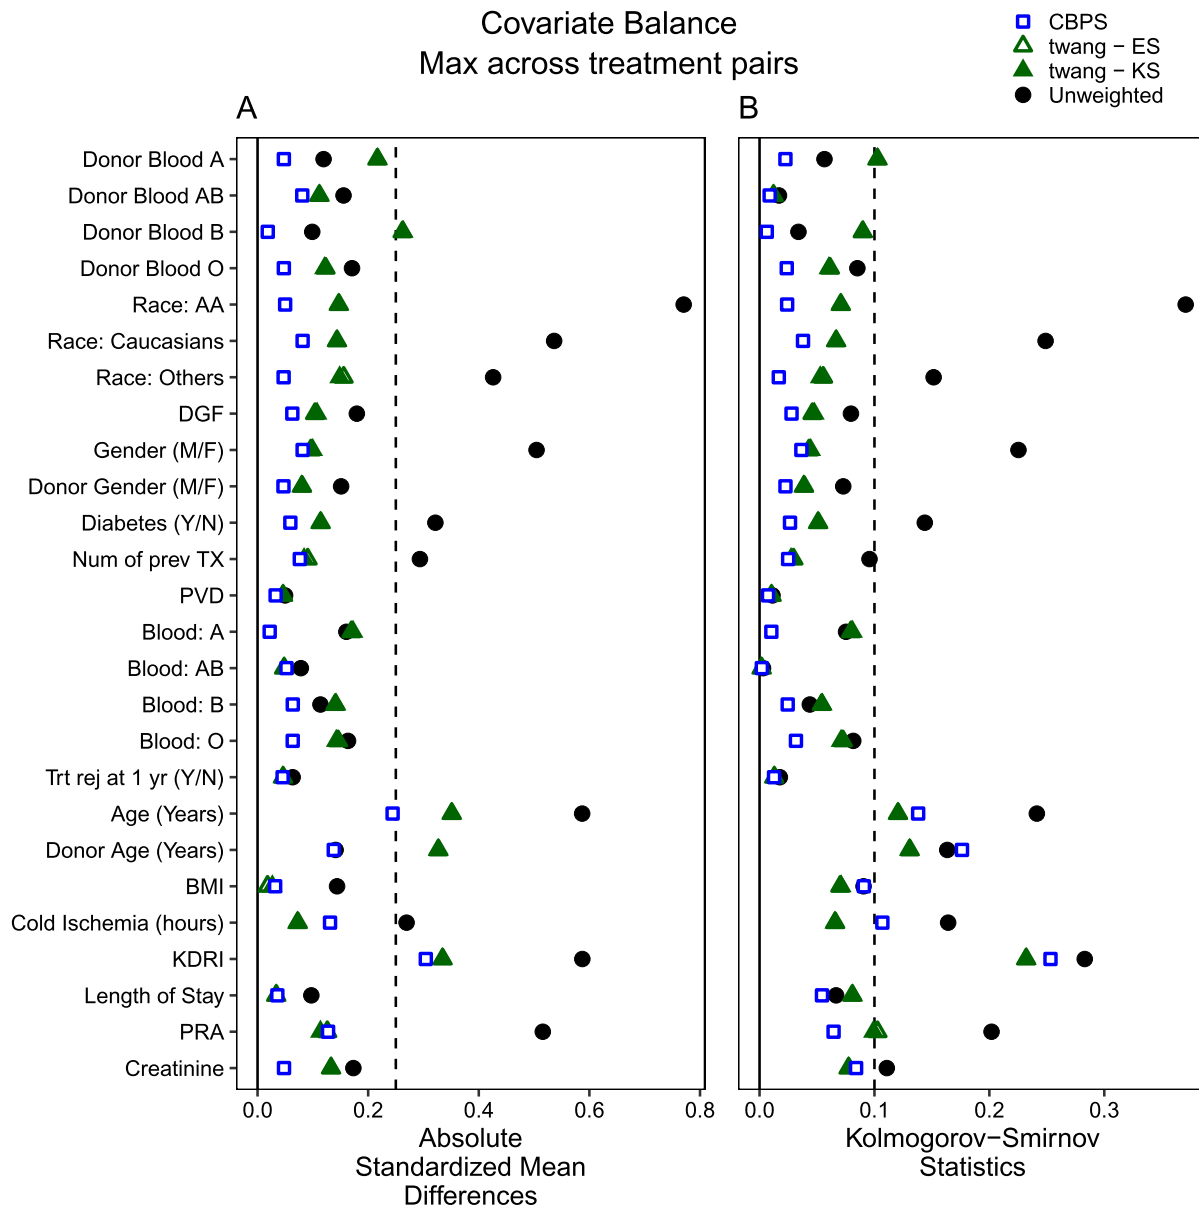 Covariate Balance
Max across treatment pairs
CBPS
twang − ES
twang − KS
Unweighted
A
B
Donor Blood A
Donor Blood AB
Donor Blood B
Donor Blood O
Race: AA
Race: Caucasians
Race: Others
DGF
Gender (M/F)
Donor Gender (M/F)
Diabetes (Y/N)
Num of prev TX
PVD
Blood: A
Blood: AB
Blood: B
Blood: O
Trt rej at 1 yr (Y/N)
Age (Years)
Donor Age (Years)
BMI
Cold Ischemia (hours)
KDRI
Length of Stay
PRA
Creatinine
0.0 0.2 0.4 0.6 0.8
Absolute
Standardized Mean
Differences
0.0 0.1 0.2 0.3
Kolmogorov−Smirnov
Statistics